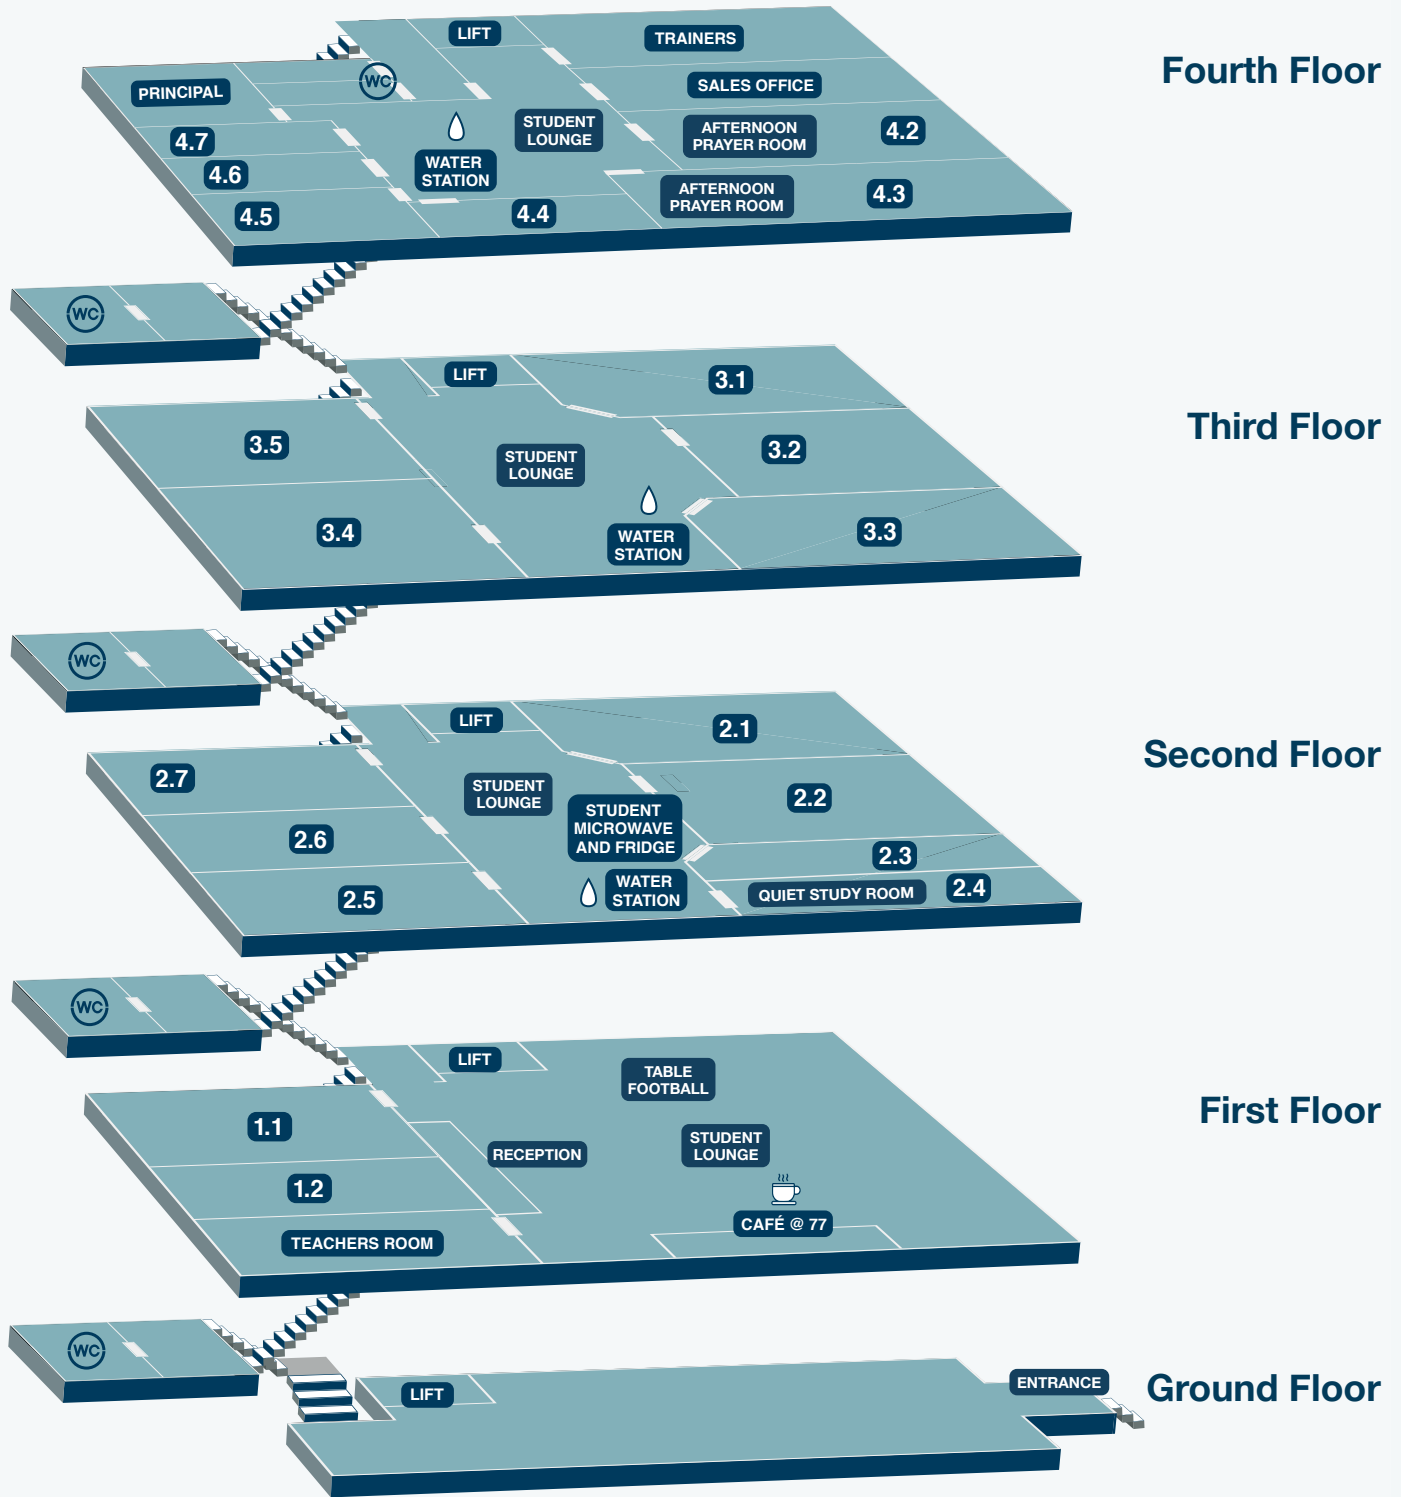 LIFT
TRAINERS
Fourth Floor
WC
PRINCIPAL
SALES OFFICE
STUDENT
LOUNGE
AFTERNOON
PRAYER ROOM
4.2
4.7
WATER
STATION
4.6
AFTERNOON
PRAYER ROOM
4.3
4.5
4.4
WC
LIFT
3.1
Third Floor
3.5
STUDENT
LOUNGE
3.2
3.4
WATER
STATION
3.3
WC
LIFT
2.1
Second Floor
2.7
STUDENT
LOUNGE
2.2
STUDENT
MICROWAVE
AND FRIDGE
2.6
2.3
2.5
WATER
STATION
QUIET STUDY ROOM
2.4
WC
LIFT
TABLE
FOOTBALL
First Floor
1.1
RECEPTION
STUDENT
LOUNGE
1.2
CAFÉ @ 77
TEACHERS ROOM
WC
LIFT
ENTRANCE
Ground Floor